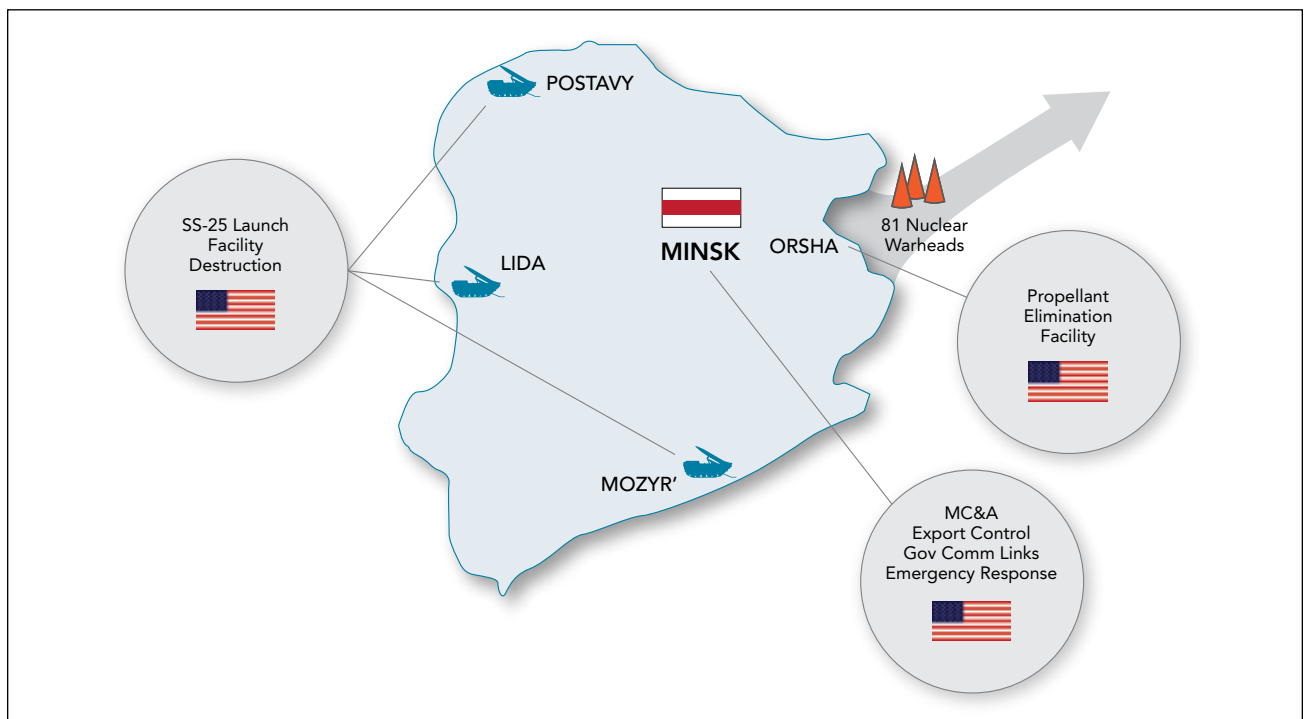 POSTAVY
SS-25 Launch
Facility
Destruction
LIDA
MINSK
ORSHA
81 Nuclear
Warheads
Propellant
Elimination
Facility
MOZYR’
MC&A
Export Control
Gov Comm Links
Emergency Response